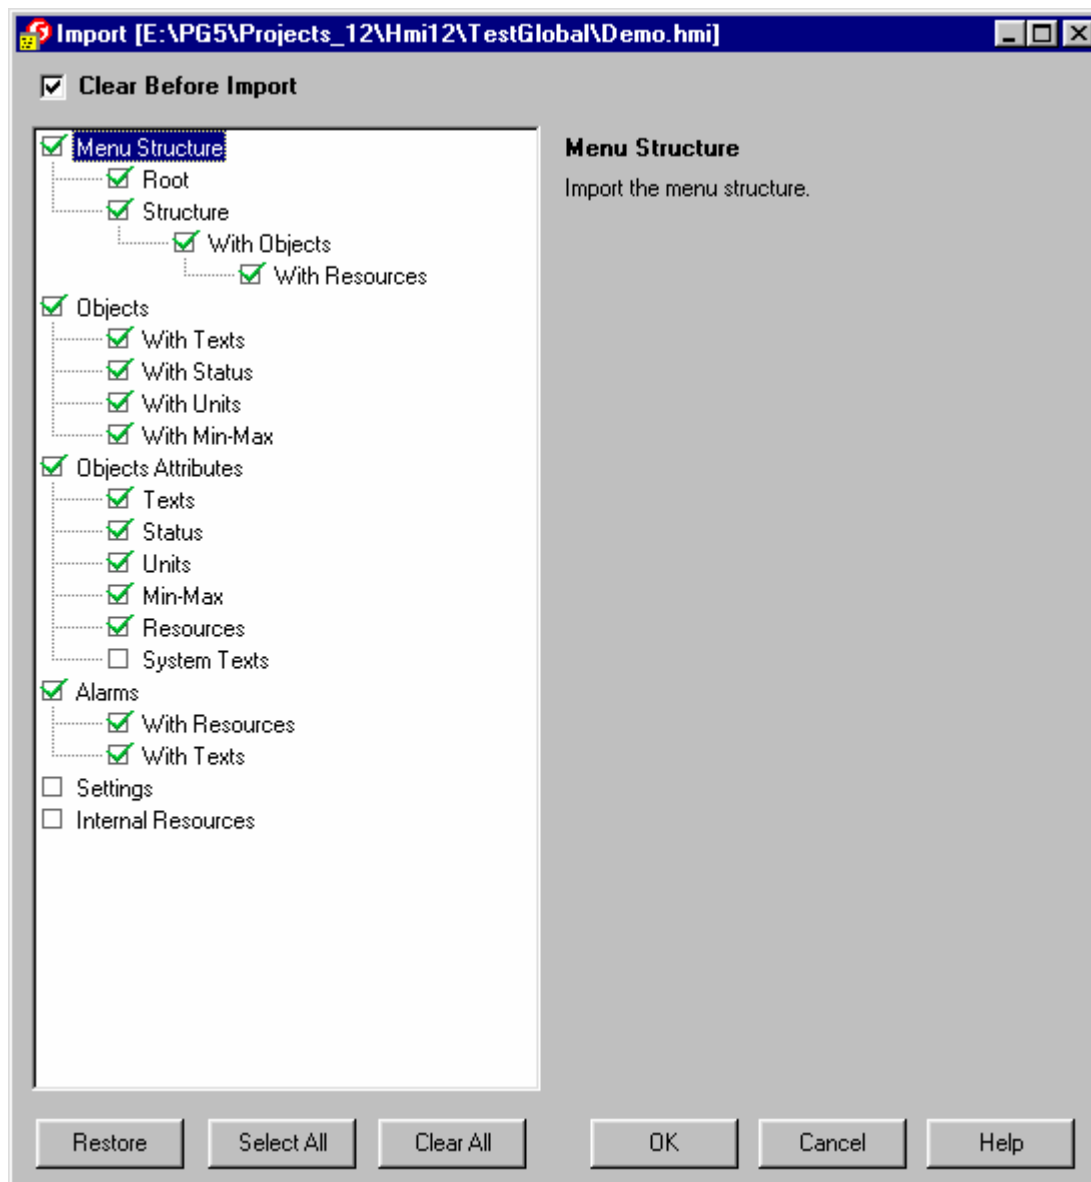 Import [E:\PG5\Projects_12\Hmi12\TestGlobal\Demo.hmi]
Clear Before Import
Menu Structure
Root
Structure
With Objects
With Resources
Objects
With Texts
With Status
With Units
With Min-Max
Objects Attributes
Texts
Status
Units
Min-Max
Resources
System Texts
Alarms
With Resources
With Texts
Settings
Internal Resources
Menu Structure
Import the menu structure.
Restore Select All Clear All OK Cancel Help